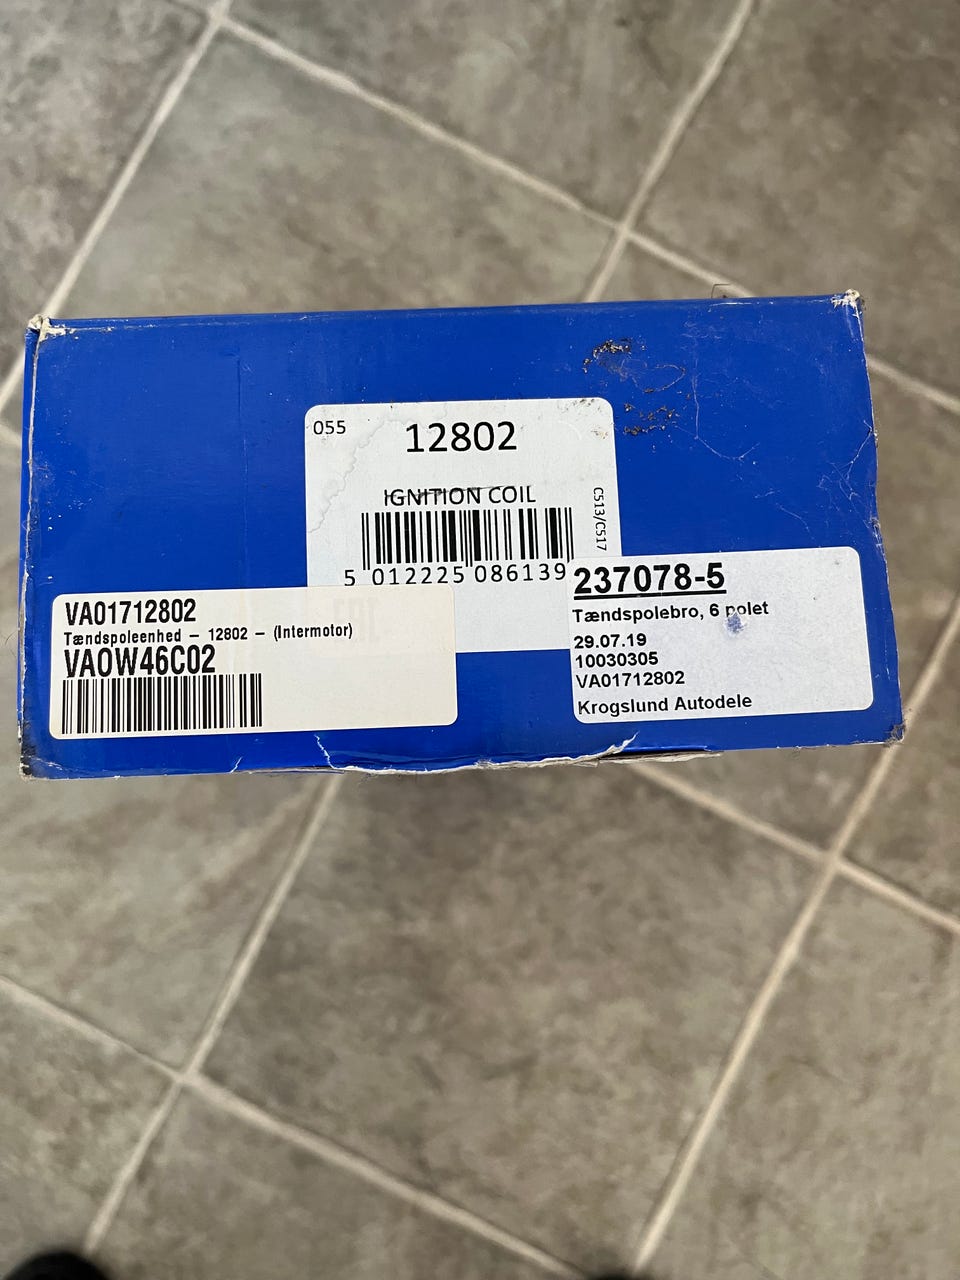 055
12802
IGNITION COIL
C513/C517
5 012225 086139
VA01712802
Tændspoleenhed - 12802 - (Intermotor)
VA0W46C02
237078-5
Tændspolebro, 6 polet
29.07.19
10030305
VA01712802
Krogslund Autodele